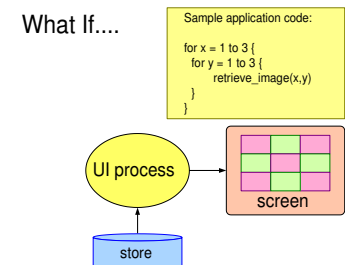 What If....
Sample application code:
for x = 1 to 3 {
for y = 1 to 3 {
retrieve_image(x,y)
}
}
UI process
screen
store